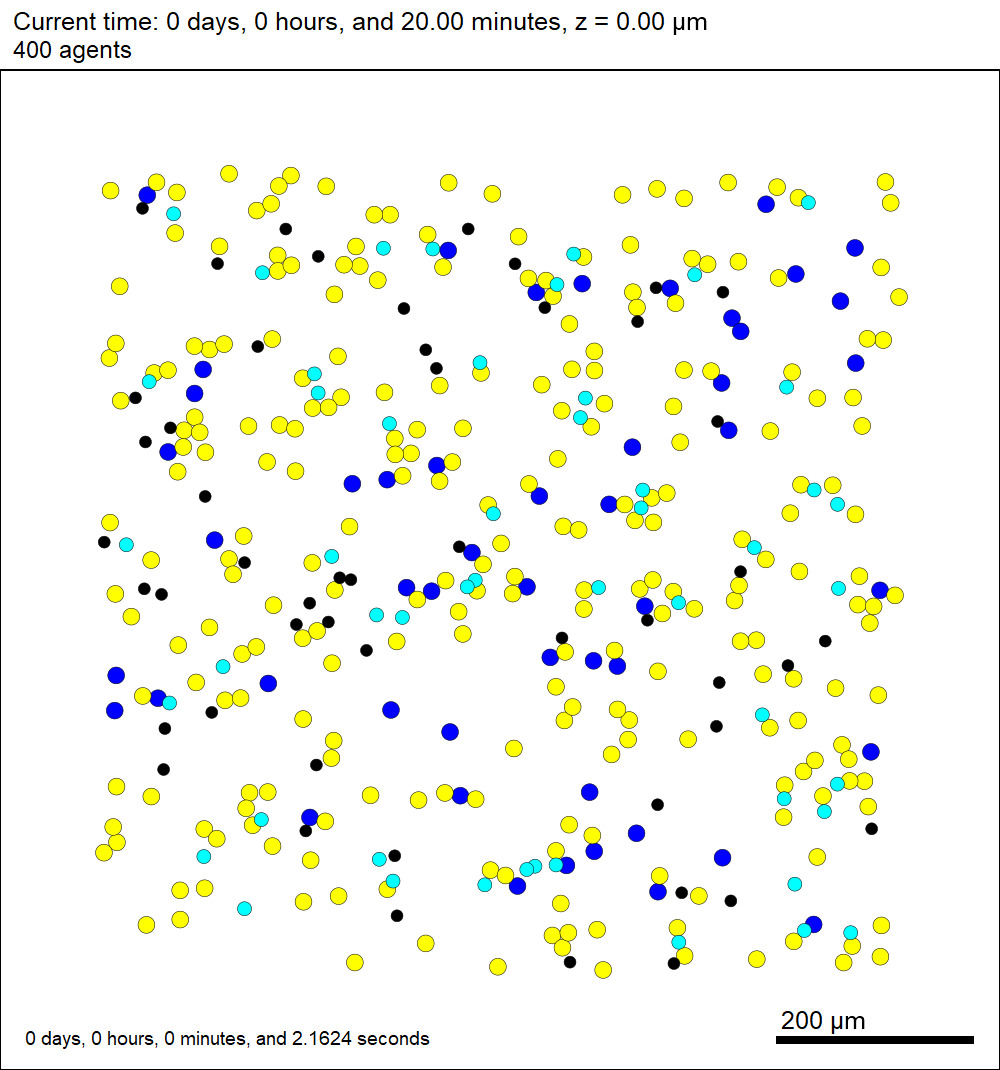 Current time: 0 days, 0 hours, and 20.00 minutes, z = 0.00 μm
400 agents
200 μm
0 days, 0 hours, 0 minutes, and 2.1624 seconds